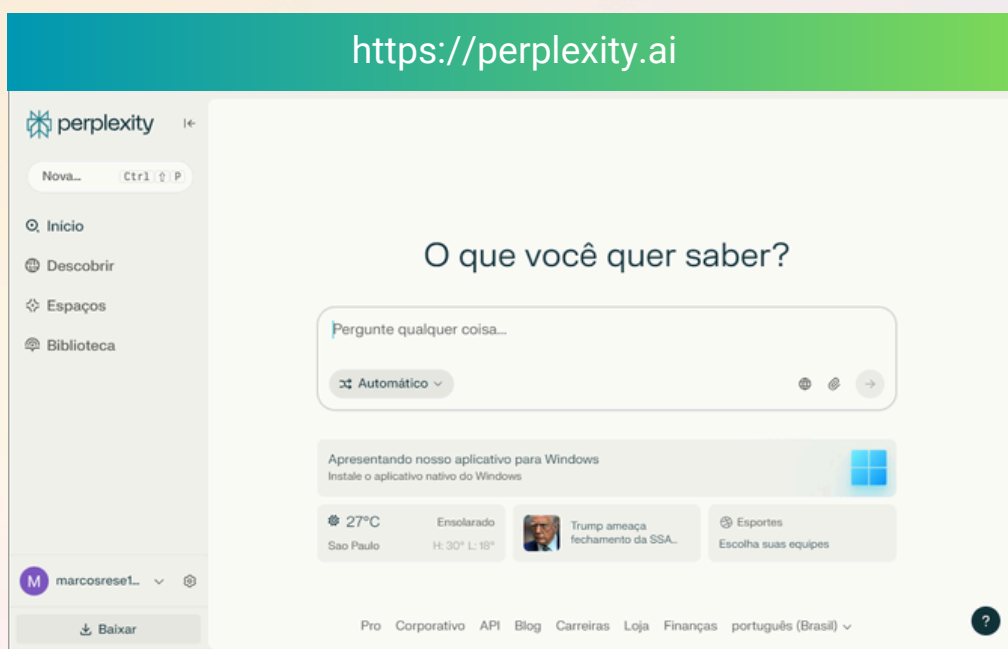 https://perplexity.ai
perplexity
Nova... Ctrl ⇧ P
Início
Descobrir
Espaços
Biblioteca
O que você quer saber?
Pergunte qualquer coisa...
Automático
Apresentando nosso aplicativo para Windows
Instale o aplicativo nativo do Windows
27°C Ensolarado
Sao Paulo H: 30° L: 18°
Trump ameaça
fechamento da SSA...
Esportes
Escolha suas equipes
M marcosrese1...
Baixar
Pro Corporativo API Blog Carreiras Loja Finanças português (Brasil)
?